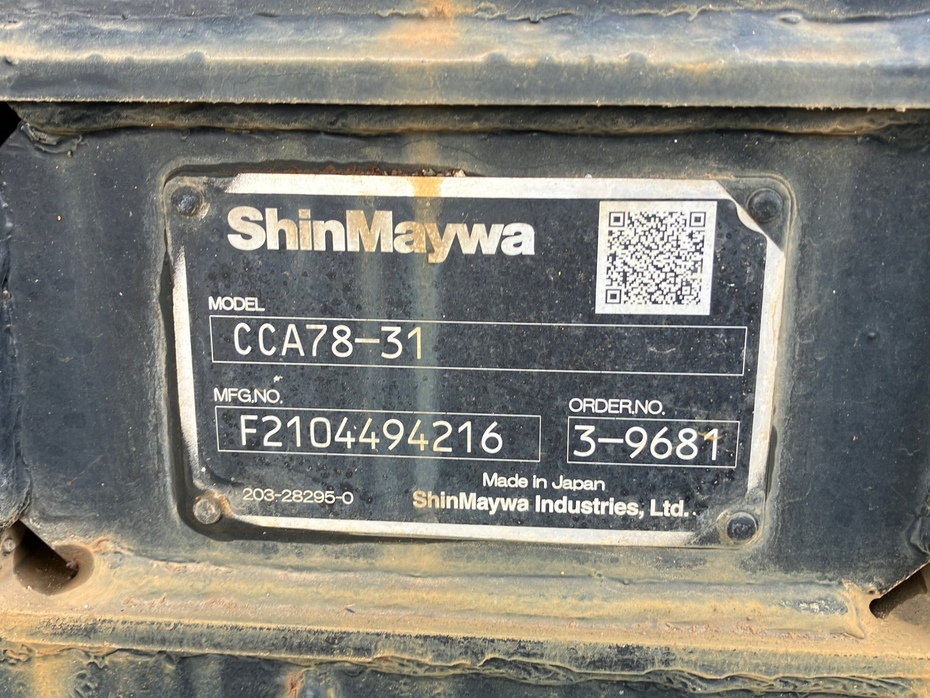 ShinMaywa
MODEL
CCA78-31
MFG.NO.
F2104494216
ORDER.NO.
3-9681
Made in Japan
203-28295-0
ShinMaywa Industries, Ltd.